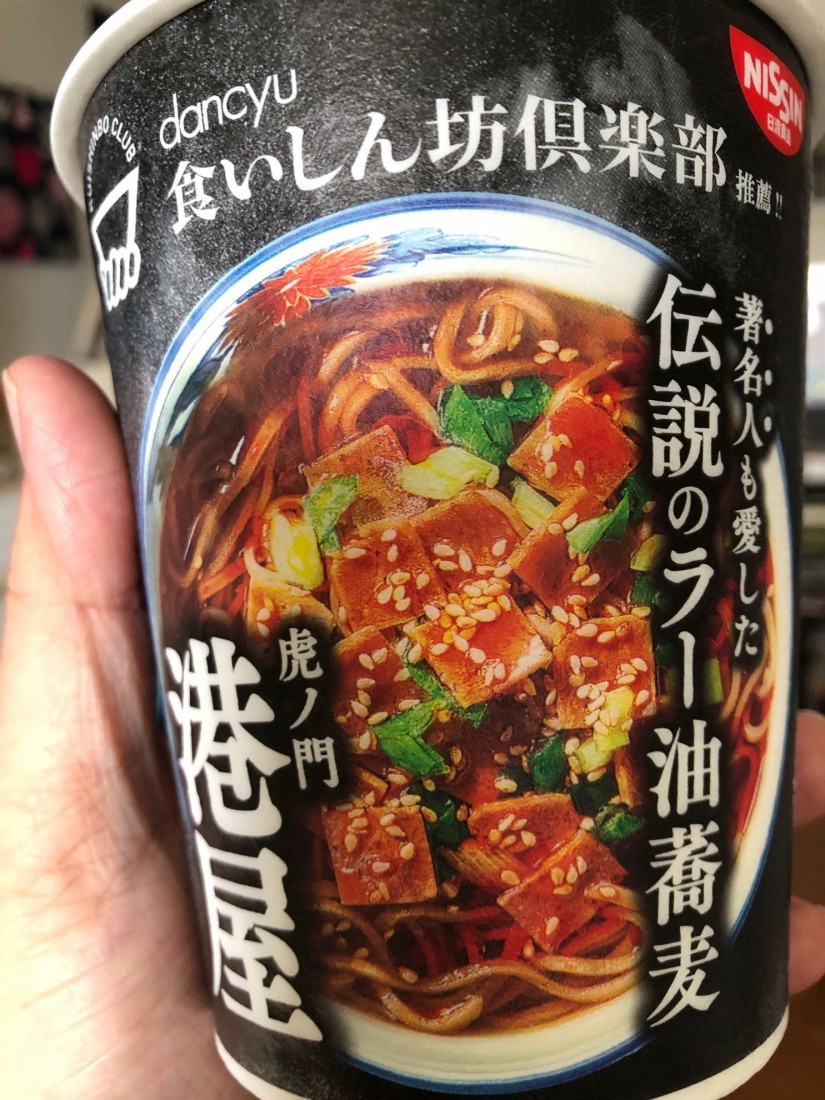 dancyu
食いしん坊倶楽部
推薦!!
NISSIN
日清食品
著名人も愛した
伝説のラー油蕎麦
虎ノ門
港屋